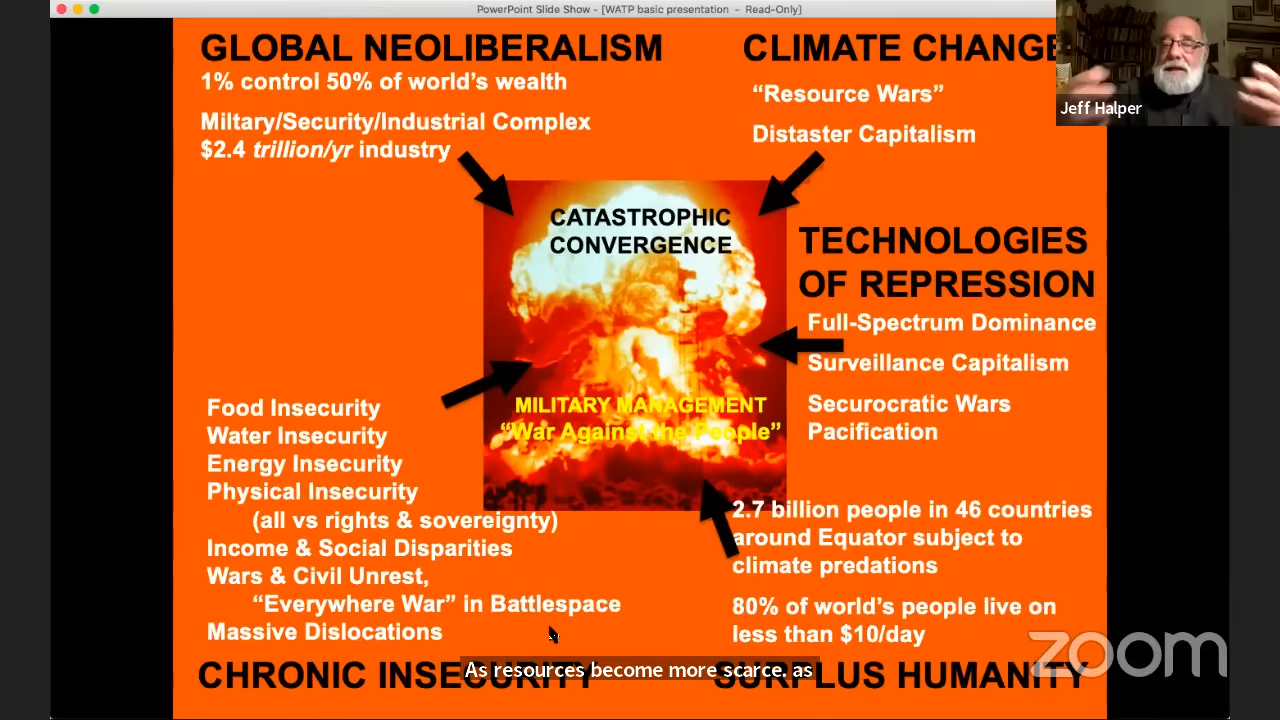 PowerPoint Slide Show - [WATP basic presentation - Read-Only]
GLOBAL NEOLIBERALISM
1% control 50% of world's wealth
Miltary/Security/Industrial Complex
$2.4 trillion/yr industry
CLIMATE CHANGE
“Resource Wars”
Distaster Capitalism
Jeff Halper
CATASTROPHIC
CONVERGENCE
TECHNOLOGIES
OF REPRESSION
Full-Spectrum Dominance
Surveillance Capitalism
Securocratic Wars
Pacification
MILITARY MANAGEMENT
“War Against the People”
Food Insecurity
Water Insecurity
Energy Insecurity
Physical Insecurity
(all vs rights & sovereignty)
Income & Social Disparities
Wars & Civil Unrest,
“Everywhere War” in Battlespace
Massive Dislocations
CHRONIC INSECURITY
2.7 billion people in 46 countries
around Equator subject to
climate predations
80% of world's people live on
less than $10/day
SURPLUS HUMANITY
As resources become more scarce, as
zoom